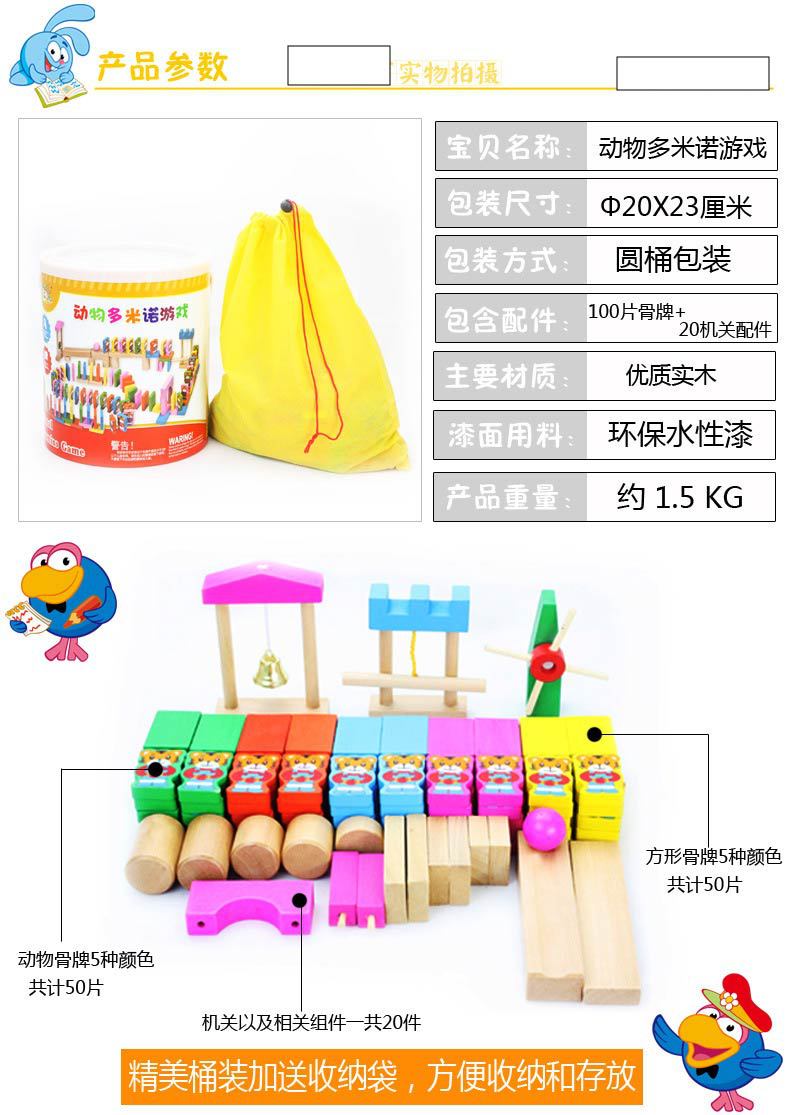 产品参数
实物拍摄
宝贝名称： 动物多米诺游戏
包装尺寸： Φ20X23厘米
包装方式： 圆桶包装
包含配件： 100片骨牌+
20机关配件
主要材质： 优质实木
漆面用料： 环保水性漆
产品重量： 约 1.5 KG
动物多米诺游戏
警告！
WARING!
Game
方形骨牌5种颜色
共计50片
动物骨牌5种颜色
共计50片
机关以及相关组件一共20件
精美桶装加送收纳袋，方便收纳和存放